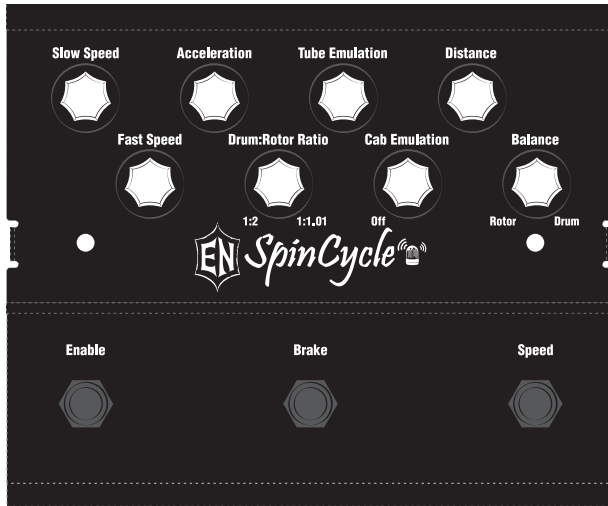 Slow Speed Acceleration Tube Emulation Distance
Fast Speed Drum:Rotor Ratio Cab Emulation Balance
1:2 1:1.01 Off Rotor Drum
EN SpinCycle
Enable Brake Speed